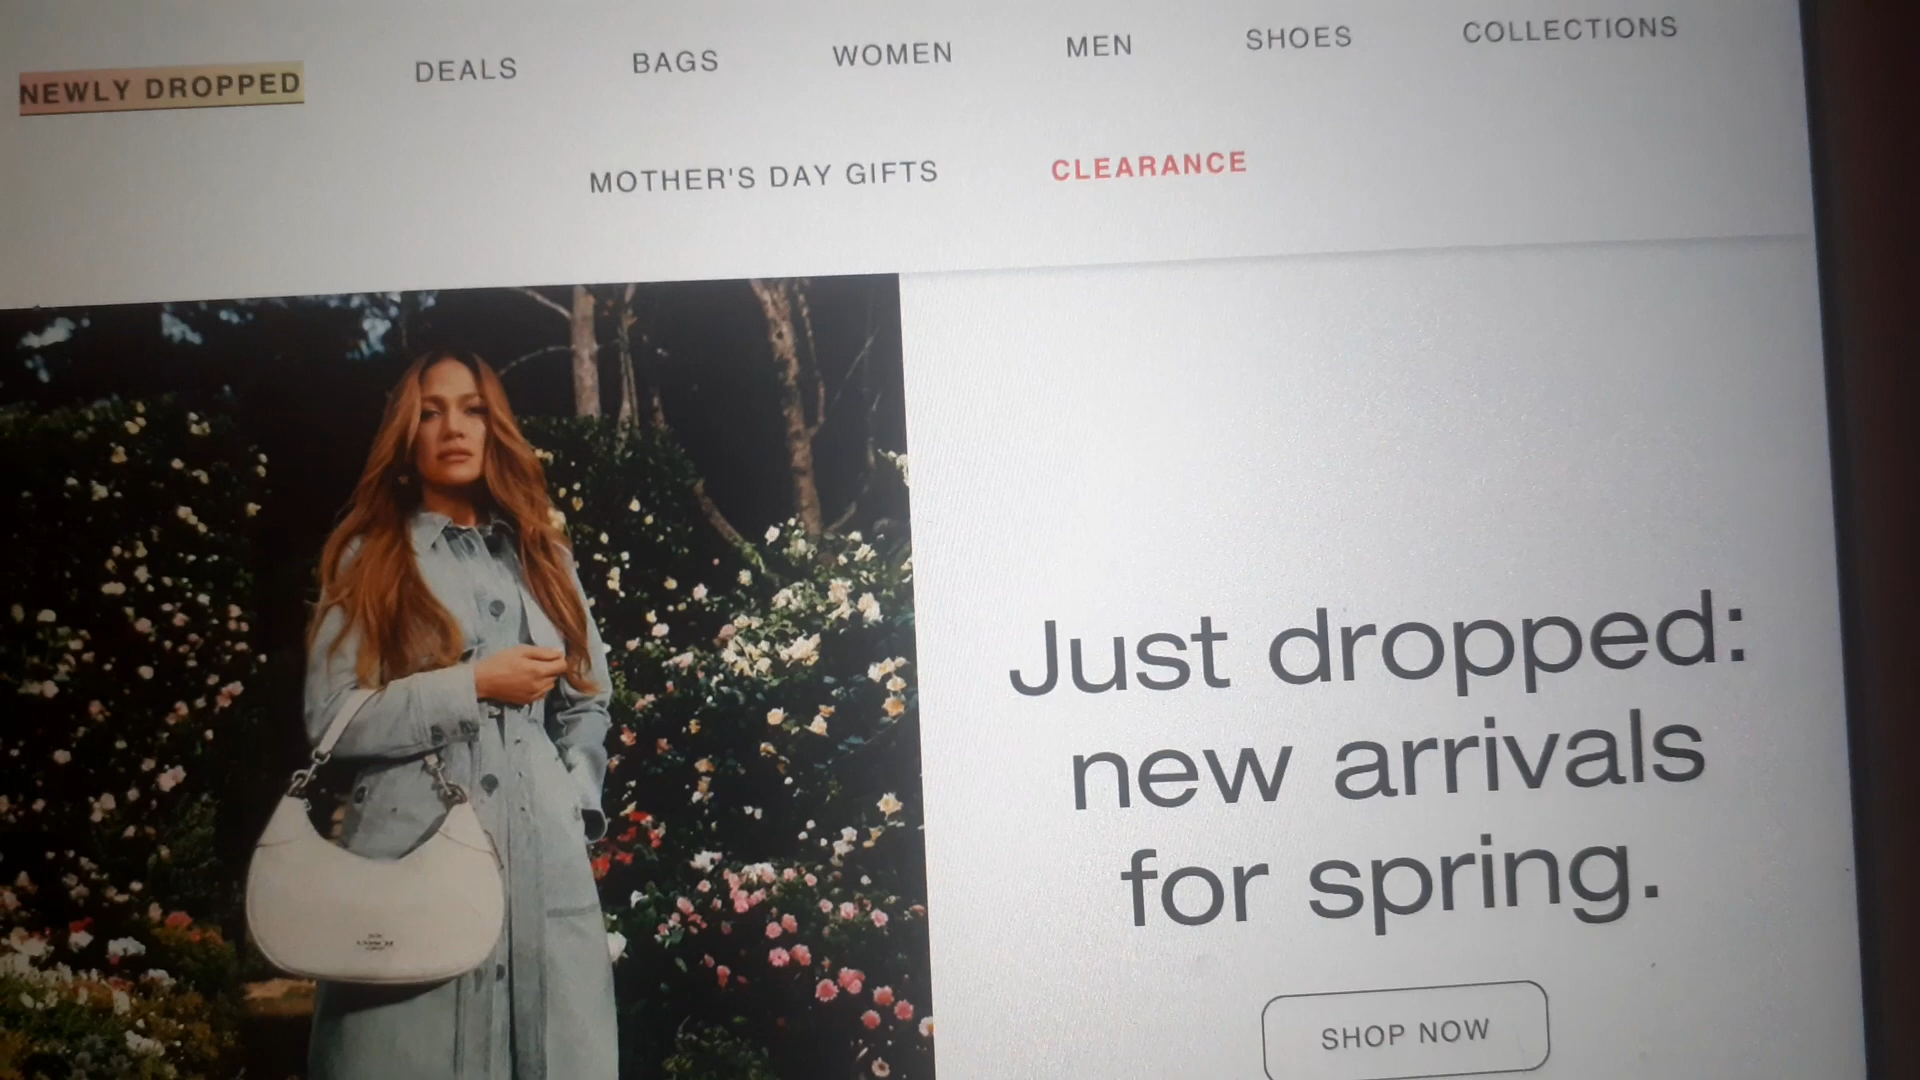 NEWLY DROPPED
DEALS
BAGS
WOMEN
MEN
SHOES
COLLECTIONS
MOTHER'S DAY GIFTS
CLEARANCE
Just dropped:
new arrivals
for spring.
SHOP NOW
COACH